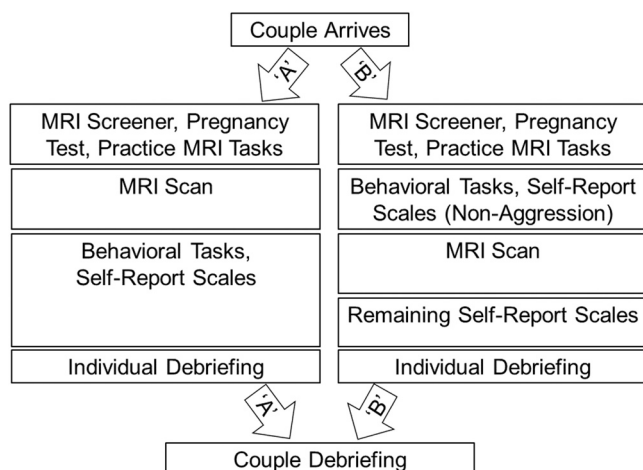 Couple Arrives
'A'
'B'
MRI Screener, Pregnancy
Test, Practice MRI Tasks
MRI Scan
Behavioral Tasks,
Self-Report Scales
Individual Debriefing
MRI Screener, Pregnancy
Test, Practice MRI Tasks
Behavioral Tasks, Self-Report
Scales (Non-Aggression)
MRI Scan
Remaining Self-Report Scales
Individual Debriefing
'A'
'B'
Couple Debriefing